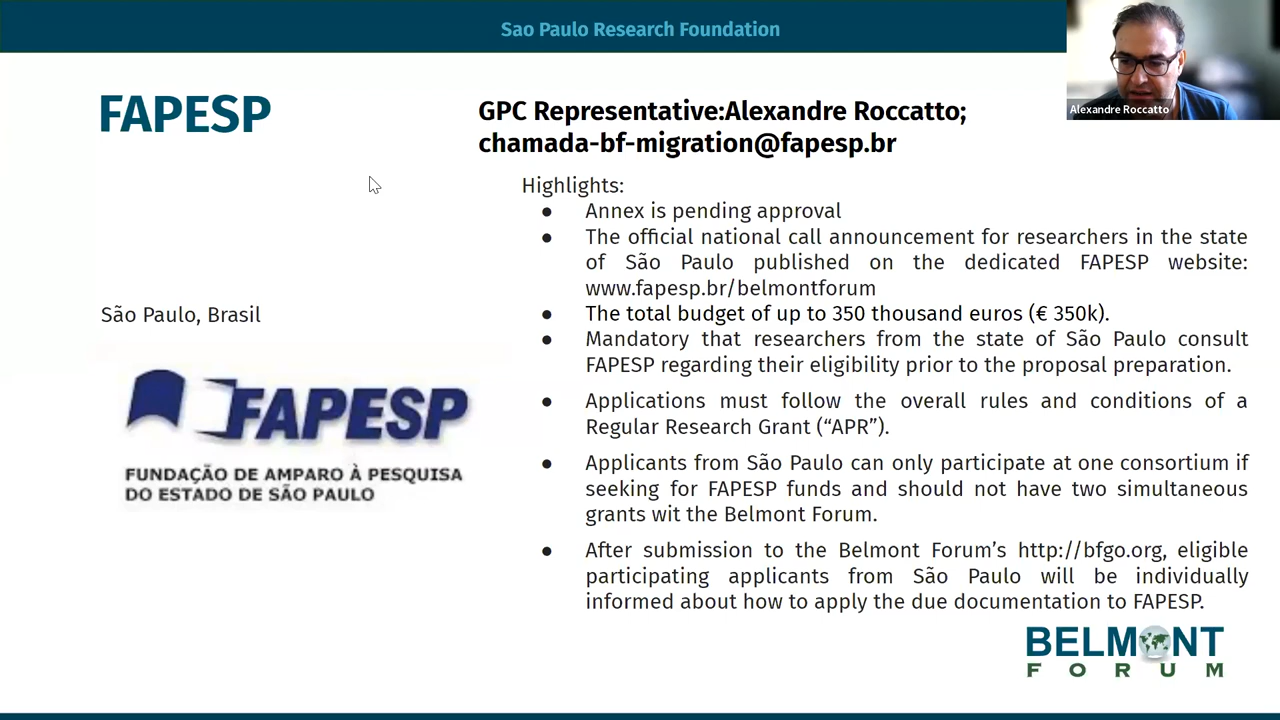 Sao Paulo Research Foundation
Alexandre Roccatto
FAPESP
GPC Representative:Alexandre Roccatto;
chamada-bf-migration@fapesp.br
Highlights:
● Annex is pending approval
● The official national call announcement for researchers in the state
of São Paulo published on the dedicated FAPESP website:
www.fapesp.br/belmontforum
São Paulo, Brasil
● The total budget of up to 350 thousand euros (€ 350k).
● Mandatory that researchers from the state of São Paulo consult
FAPESP regarding their eligibility prior to the proposal preparation.
● Applications must follow the overall rules and conditions of a
Regular Research Grant (“APR”).
● Applicants from São Paulo can only participate at one consortium if
seeking for FAPESP funds and should not have two simultaneous
grants wit the Belmont Forum.
● After submission to the Belmont Forum’s http://bfgo.org, eligible
participating applicants from São Paulo will be individually
informed about how to apply the due documentation to FAPESP.
FAPESP
FUNDAÇÃO DE AMPARO À PESQUISA
DO ESTADO DE SÃO PAULO
BELMONT
FORUM